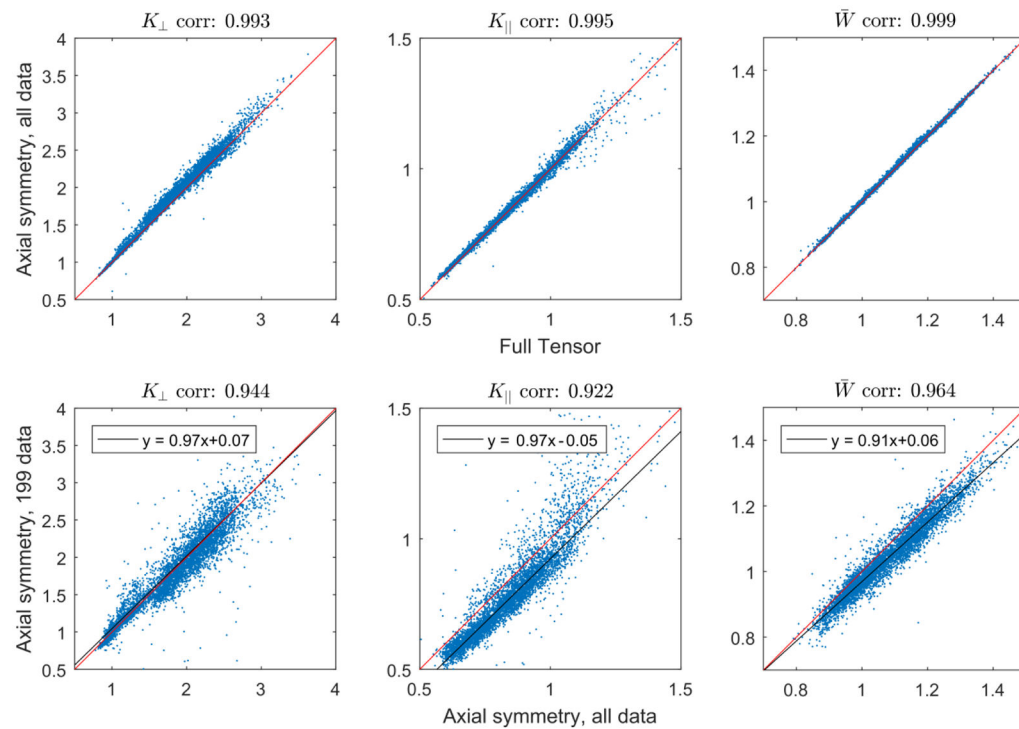 K⊥ corr: 0.993
K|| corr: 0.995
W̄ corr: 0.999
Axial symmetry, all data
4
3.5
3
2.5
2
1.5
1
0.5
1 2 3 4
1.5
1
0.5
0.5 1 1.5
Full Tensor
1.4
1.2
1
0.8
0.8 1 1.2 1.4
K⊥ corr: 0.944
K|| corr: 0.922
W̄ corr: 0.964
Axial symmetry, 199 data
4
3.5
3
2.5
2
1.5
1
0.5
y = 0.97x+0.07
1 2 3 4
1.5
1
0.5
y = 0.97x-0.05
0.5 1 1.5
Axial symmetry, all data
1.4
1.2
1
0.8
y = 0.91x+0.06
0.8 1 1.2 1.4